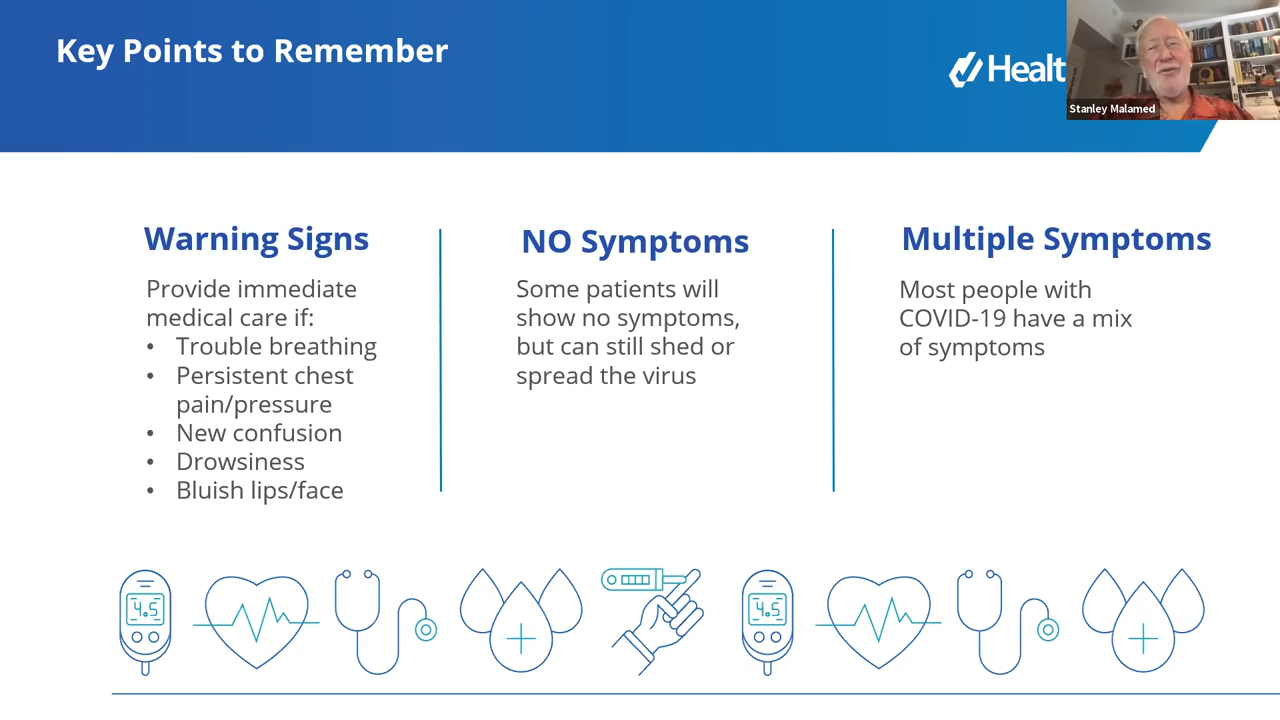 Key Points to Remember
Healt
Stanley Malamed
Warning Signs
Provide immediate
medical care if:
• Trouble breathing
• Persistent chest
pain/pressure
• New confusion
• Drowsiness
• Bluish lips/face
NO Symptoms
Some patients will
show no symptoms,
but can still shed or
spread the virus
Multiple Symptoms
Most people with
COVID-19 have a mix
of symptoms
4.5
4.5